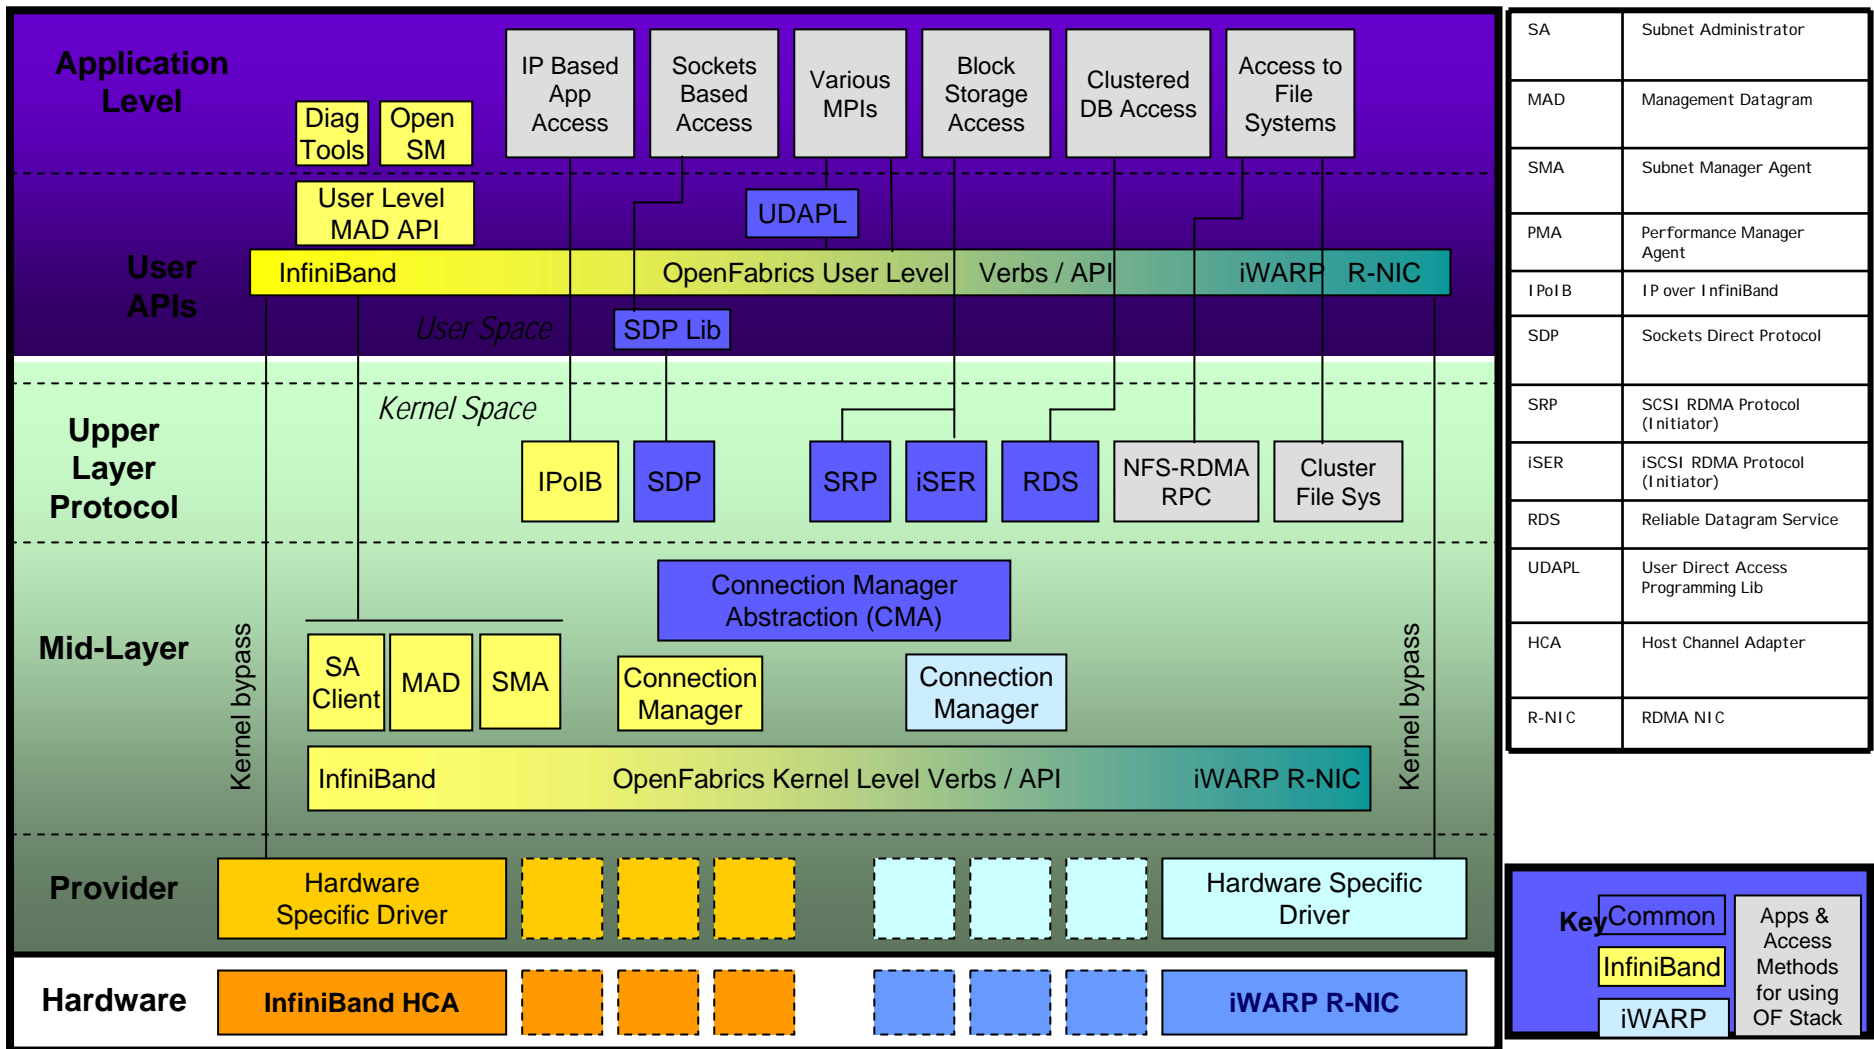 Application
Level
Diag
Tools
Open
SM
IP Based
App
Access
Sockets
Based
Access
Various
MPIs
Block
Storage
Access
Clustered
DB Access
Access to
File
Systems
User
APIs
User Level
MAD API
UDAPL
InfiniBand OpenFabrics User Level Verbs / API iWARP R-NIC
User Space
SDP Lib
Kernel Space
Upper
Layer
Protocol
IPoIB
SDP
SRP
iSER
RDS
NFS-RDMA
RPC
Cluster
File Sys
Mid-Layer
Kernel bypass
Connection Manager
Abstraction (CMA)
SA
Client
MAD
SMA
Connection
Manager
Connection
Manager
Kernel bypass
InfiniBand OpenFabrics Kernel Level Verbs / API iWARP R-NIC
Provider
Hardware
Specific Driver
Hardware Specific
Driver
Hardware
InfiniBand HCA
iWARP R-NIC
SA Subnet Administrator
MAD Management Datagram
SMA Subnet Manager Agent
PMA Performance Manager
Agent
IPoIB IP over InfiniBand
SDP Sockets Direct Protocol
SRP SCSI RDMA Protocol
(Initiator)
iSER iSCSI RDMA Protocol
(Initiator)
RDS Reliable Datagram Service
UDAPL User Direct Access
Programming Lib
HCA Host Channel Adapter
R-NIC RDMA NIC
Key
Common
InfiniBand
iWARP
Apps &
Access
Methods
for using
OF Stack